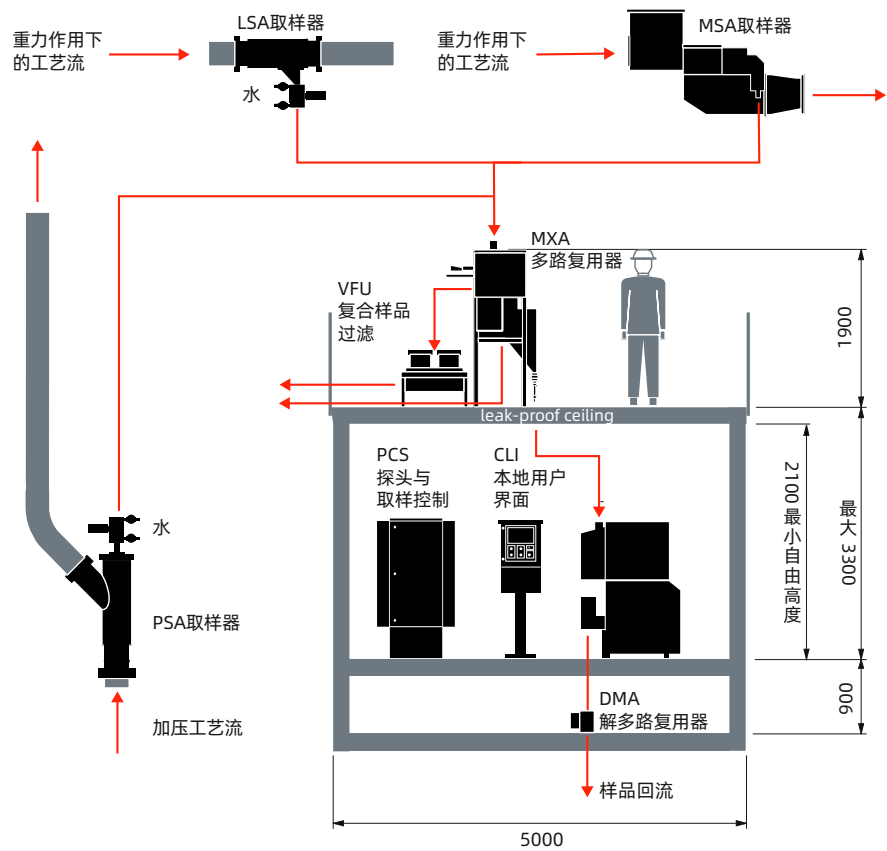 LSA取样器
重力作用下
的工艺流
水
重力作用下
的工艺流
MSA取样器
MXA
多路复用器
VFU
复合样品
过滤
1900
leak-proof ceiling
PCS
探头与
取样控制
CLI
本地用户
界面
2100 最小自由高度
最大 3300
水
PSA取样器
加压工艺流
900
DMA
解多路复用器
样品回流
5000